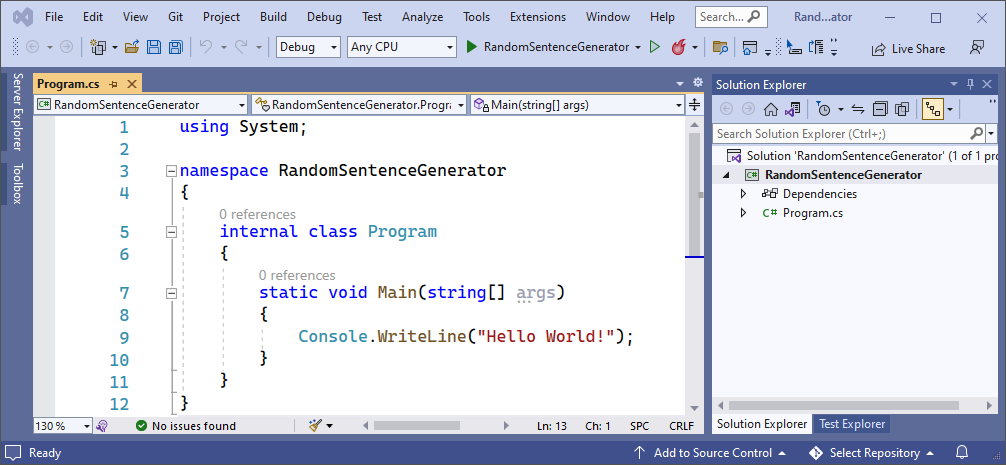 File Edit View Git Project Build Debug Test Analyze Tools Extensions Window Help Search... Rand...ator
Debug Any CPU RandomSentenceGenerator Live Share
Server Explorer
Toolbox
Program.cs
C# RandomSentenceGenerator RandomSentenceGenerator.Progra Main(string[] args)
1 using System;
2
3 namespace RandomSentenceGenerator
4 {
0 references
5 internal class Program
6 {
0 references
7 static void Main(string[] args)
8 {
9 Console.WriteLine("Hello World!");
10 }
11 }
12 }
130 % No issues found Ln: 13 Ch: 1 SPC CRLF
Solution Explorer
Search Solution Explorer (Ctrl+;)
Solution 'RandomSentenceGenerator' (1 of 1 pro
C# RandomSentenceGenerator
Dependencies
C# Program.cs
Solution Explorer Test Explorer
Ready Add to Source Control Select Repository